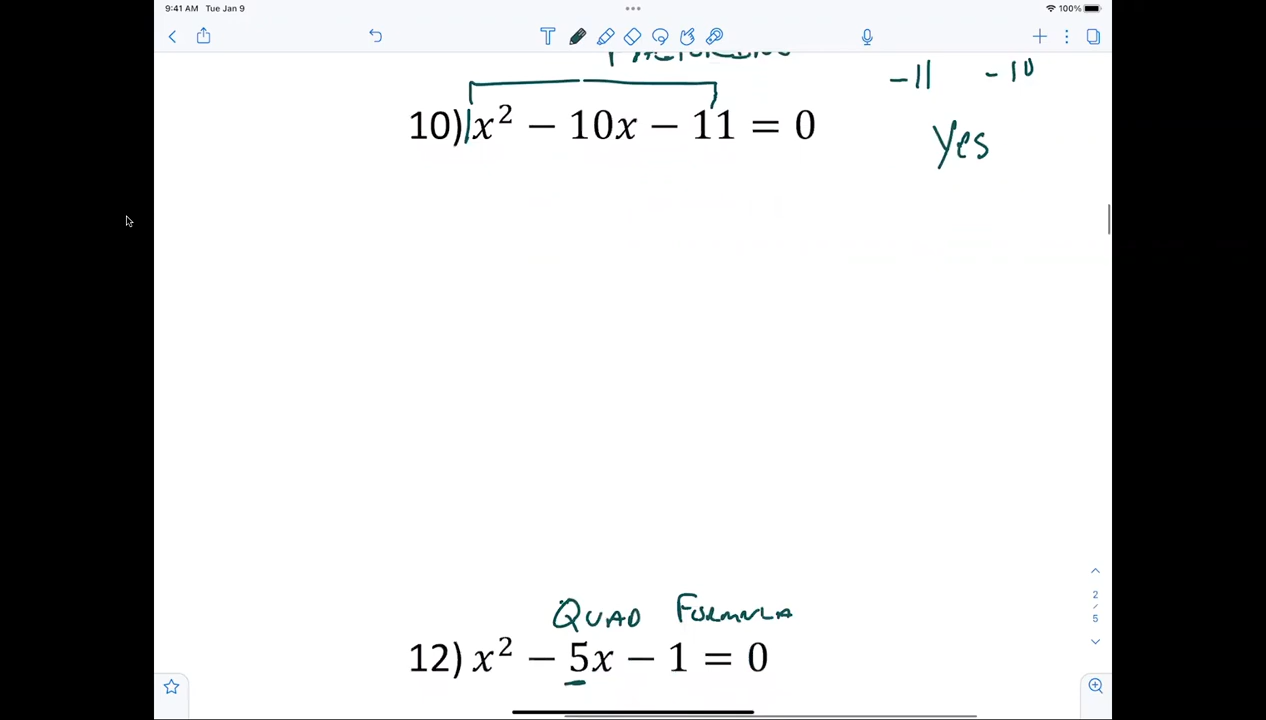 9:41 AM Tue Jan 9
100%
-11 -10
10) 1x² − 10x − 11 = 0
Yes
2
/
5
QUAD FORMULA
12) x² − 5x − 1 = 0